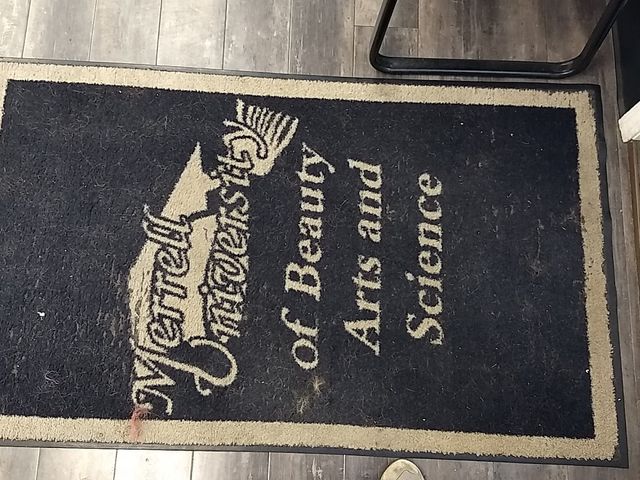 Merrell
University
of Beauty
Arts and
Science